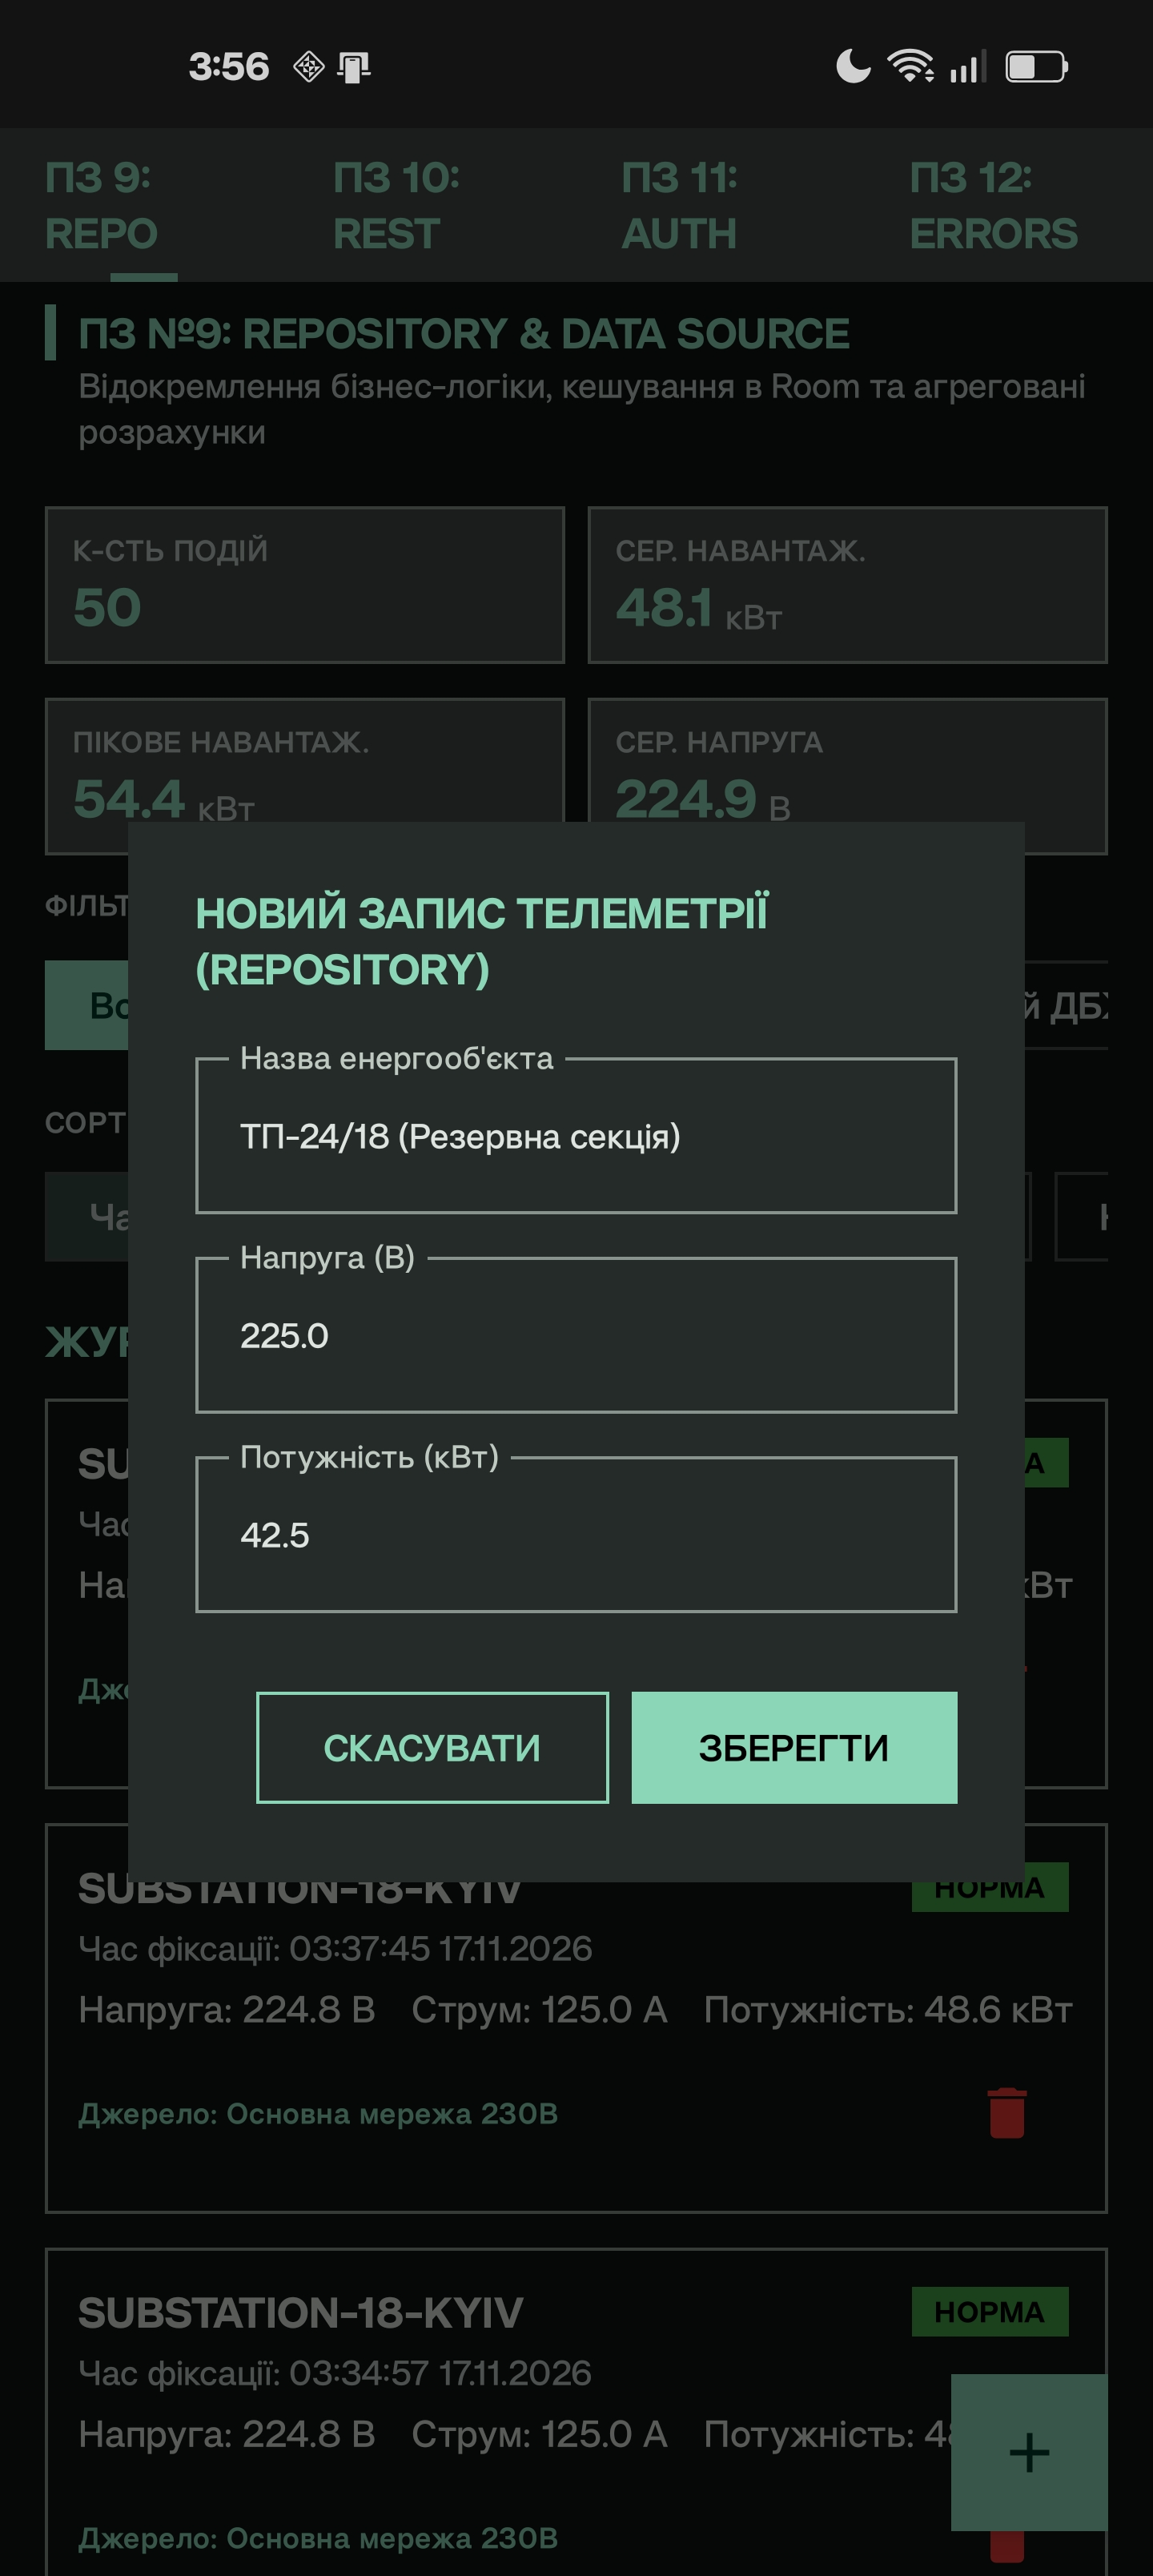 3:56
ПЗ 9:
REPO
ПЗ 10:
REST
ПЗ 11:
AUTH
ПЗ 12:
ERRORS
ПЗ №9: REPOSITORY & DATA SOURCE
Відокремлення бізнес-логіки, кешування в Room та агреговані
розрахунки
К-СТЬ ПОДІЙ
50
СЕР. НАВАНТАЖ.
48.1 кВт
ПІКОВЕ НАВАНТАЖ.
54.4 кВт
СЕР. НАПРУГА
224.9 В
НОВИЙ ЗАПИС ТЕЛЕМЕТРІЇ
(REPOSITORY)
Назва енергооб'єкта
ТП-24/18 (Резервна секція)
Напруга (В)
225.0
Потужність (кВт)
42.5
кВт
СКАСУВАТИ
ЗБЕРЕГТИ
SUBSTATION-18-KYIV
НОРМА
Час фіксації: 03:37:45 17.11.2026
Напруга: 224.8 В Струм: 125.0 А Потужність: 48.6 кВт
Джерело: Основна мережа 230В
SUBSTATION-18-KYIV
НОРМА
Час фіксації: 03:34:57 17.11.2026
Напруга: 224.8 В Струм: 125.0 А Потужність:
+
Джерело: Основна мережа 230В